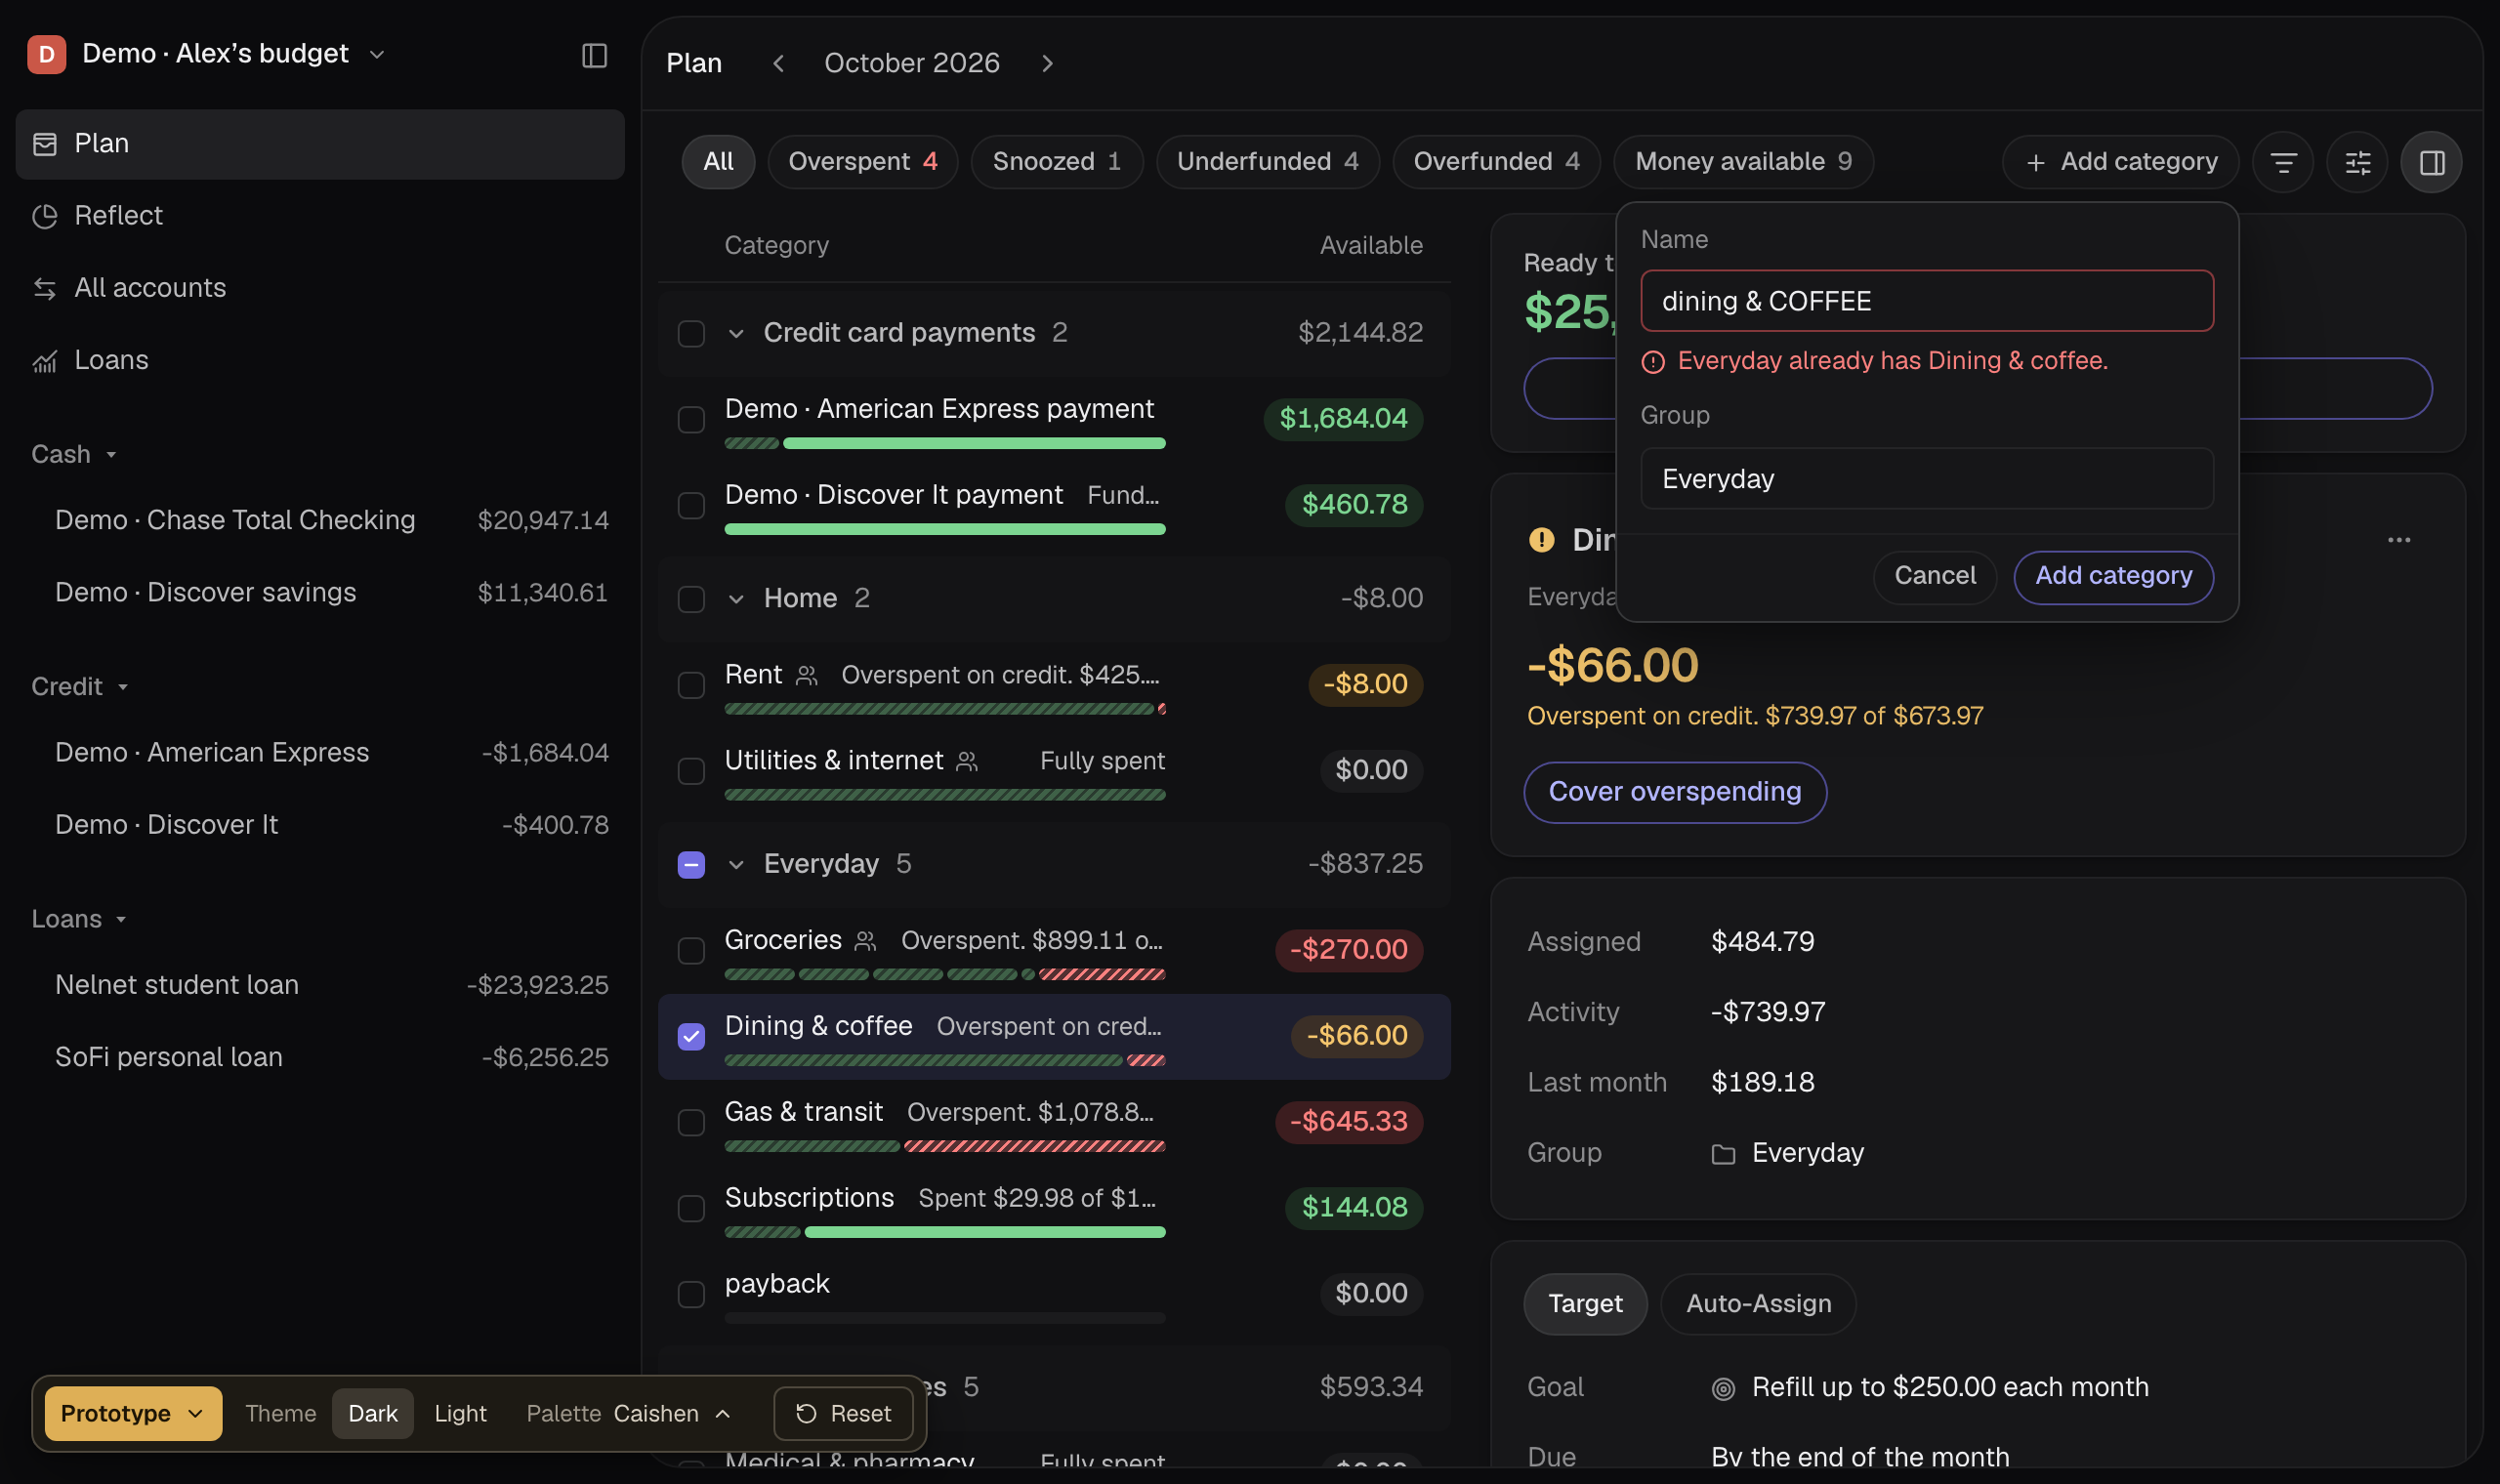 D Demo · Alex's budget
Plan
Reflect
All accounts
Loans
Cash
Demo · Chase Total Checking $20,947.14
Demo · Discover savings $11,340.61
Credit
Demo · American Express -$1,684.04
Demo · Discover It -$400.78
Loans
Nelnet student loan -$23,923.25
SoFi personal loan -$6,256.25
Prototype Theme Dark Light Palette Caishen Reset
Plan October 2026
All Overspent 4 Snoozed 1 Underfunded 4 Overfunded 4 Money available 9 + Add category
Category Available
Credit card payments 2 $2,144.82
Demo · American Express payment $1,684.04
Demo · Discover It payment Fund... $460.78
Home 2 -$8.00
Rent Overspent on credit. $425.... -$8.00
Utilities & internet Fully spent $0.00
Everyday 5 -$837.25
Groceries Overspent. $899.11 o... -$270.00
Dining & coffee Overspent on cred... -$66.00
Gas & transit Overspent. $1,078.8... -$645.33
Subscriptions Spent $29.98 of $1... $144.08
payback $0.00
es 5 $593.34
Medical & pharmacy Fully spent
Name
dining & COFFEE
Everyday already has Dining & coffee.
Group
Everyday
Cancel Add category
Ready t
$25,
Din
Everyda
-$66.00
Overspent on credit. $739.97 of $673.97
Cover overspending
Assigned $484.79
Activity -$739.97
Last month $189.18
Group Everyday
Target Auto-Assign
Goal Refill up to $250.00 each month
Due By the end of the month